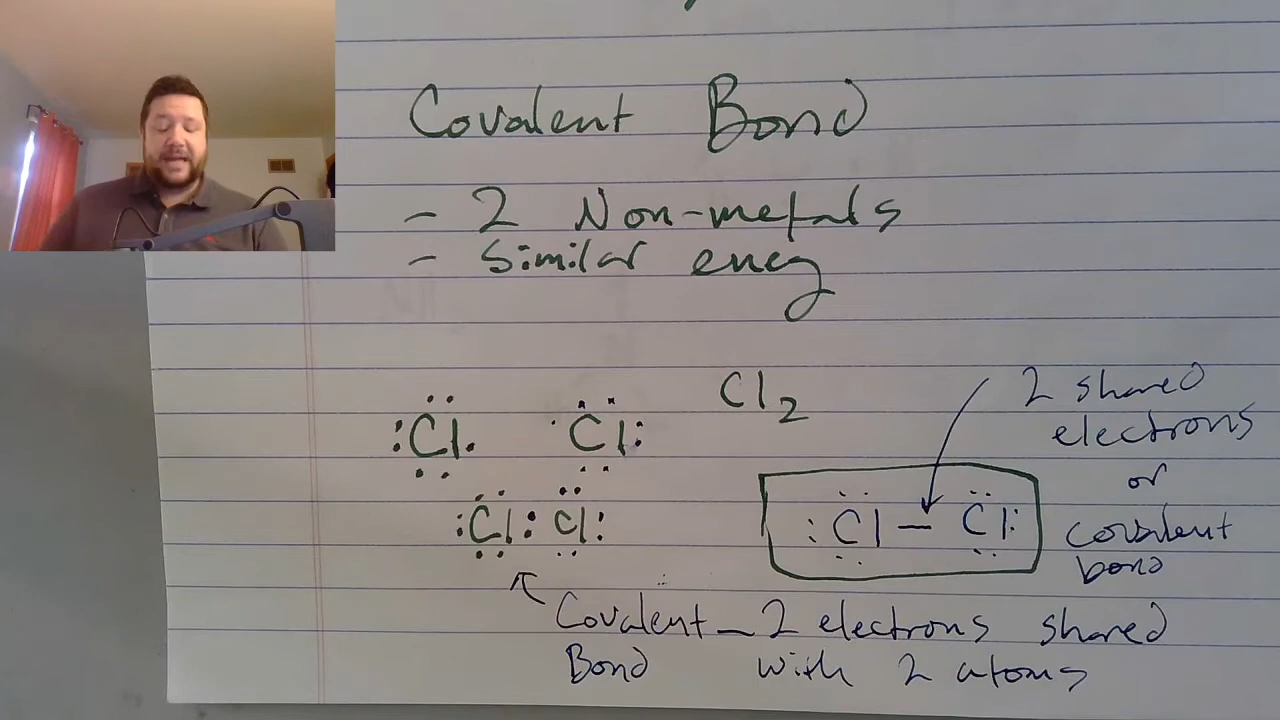 Covalent Bond
- 2 Non-metals
- Similar energ
Cl2
2 shared
electrons
or
covalent
bond
:Cl. .Cl:
:Cl:Cl:
:Cl-Cl:
Covalent - 2 electrons shared
Bond with 2 atoms